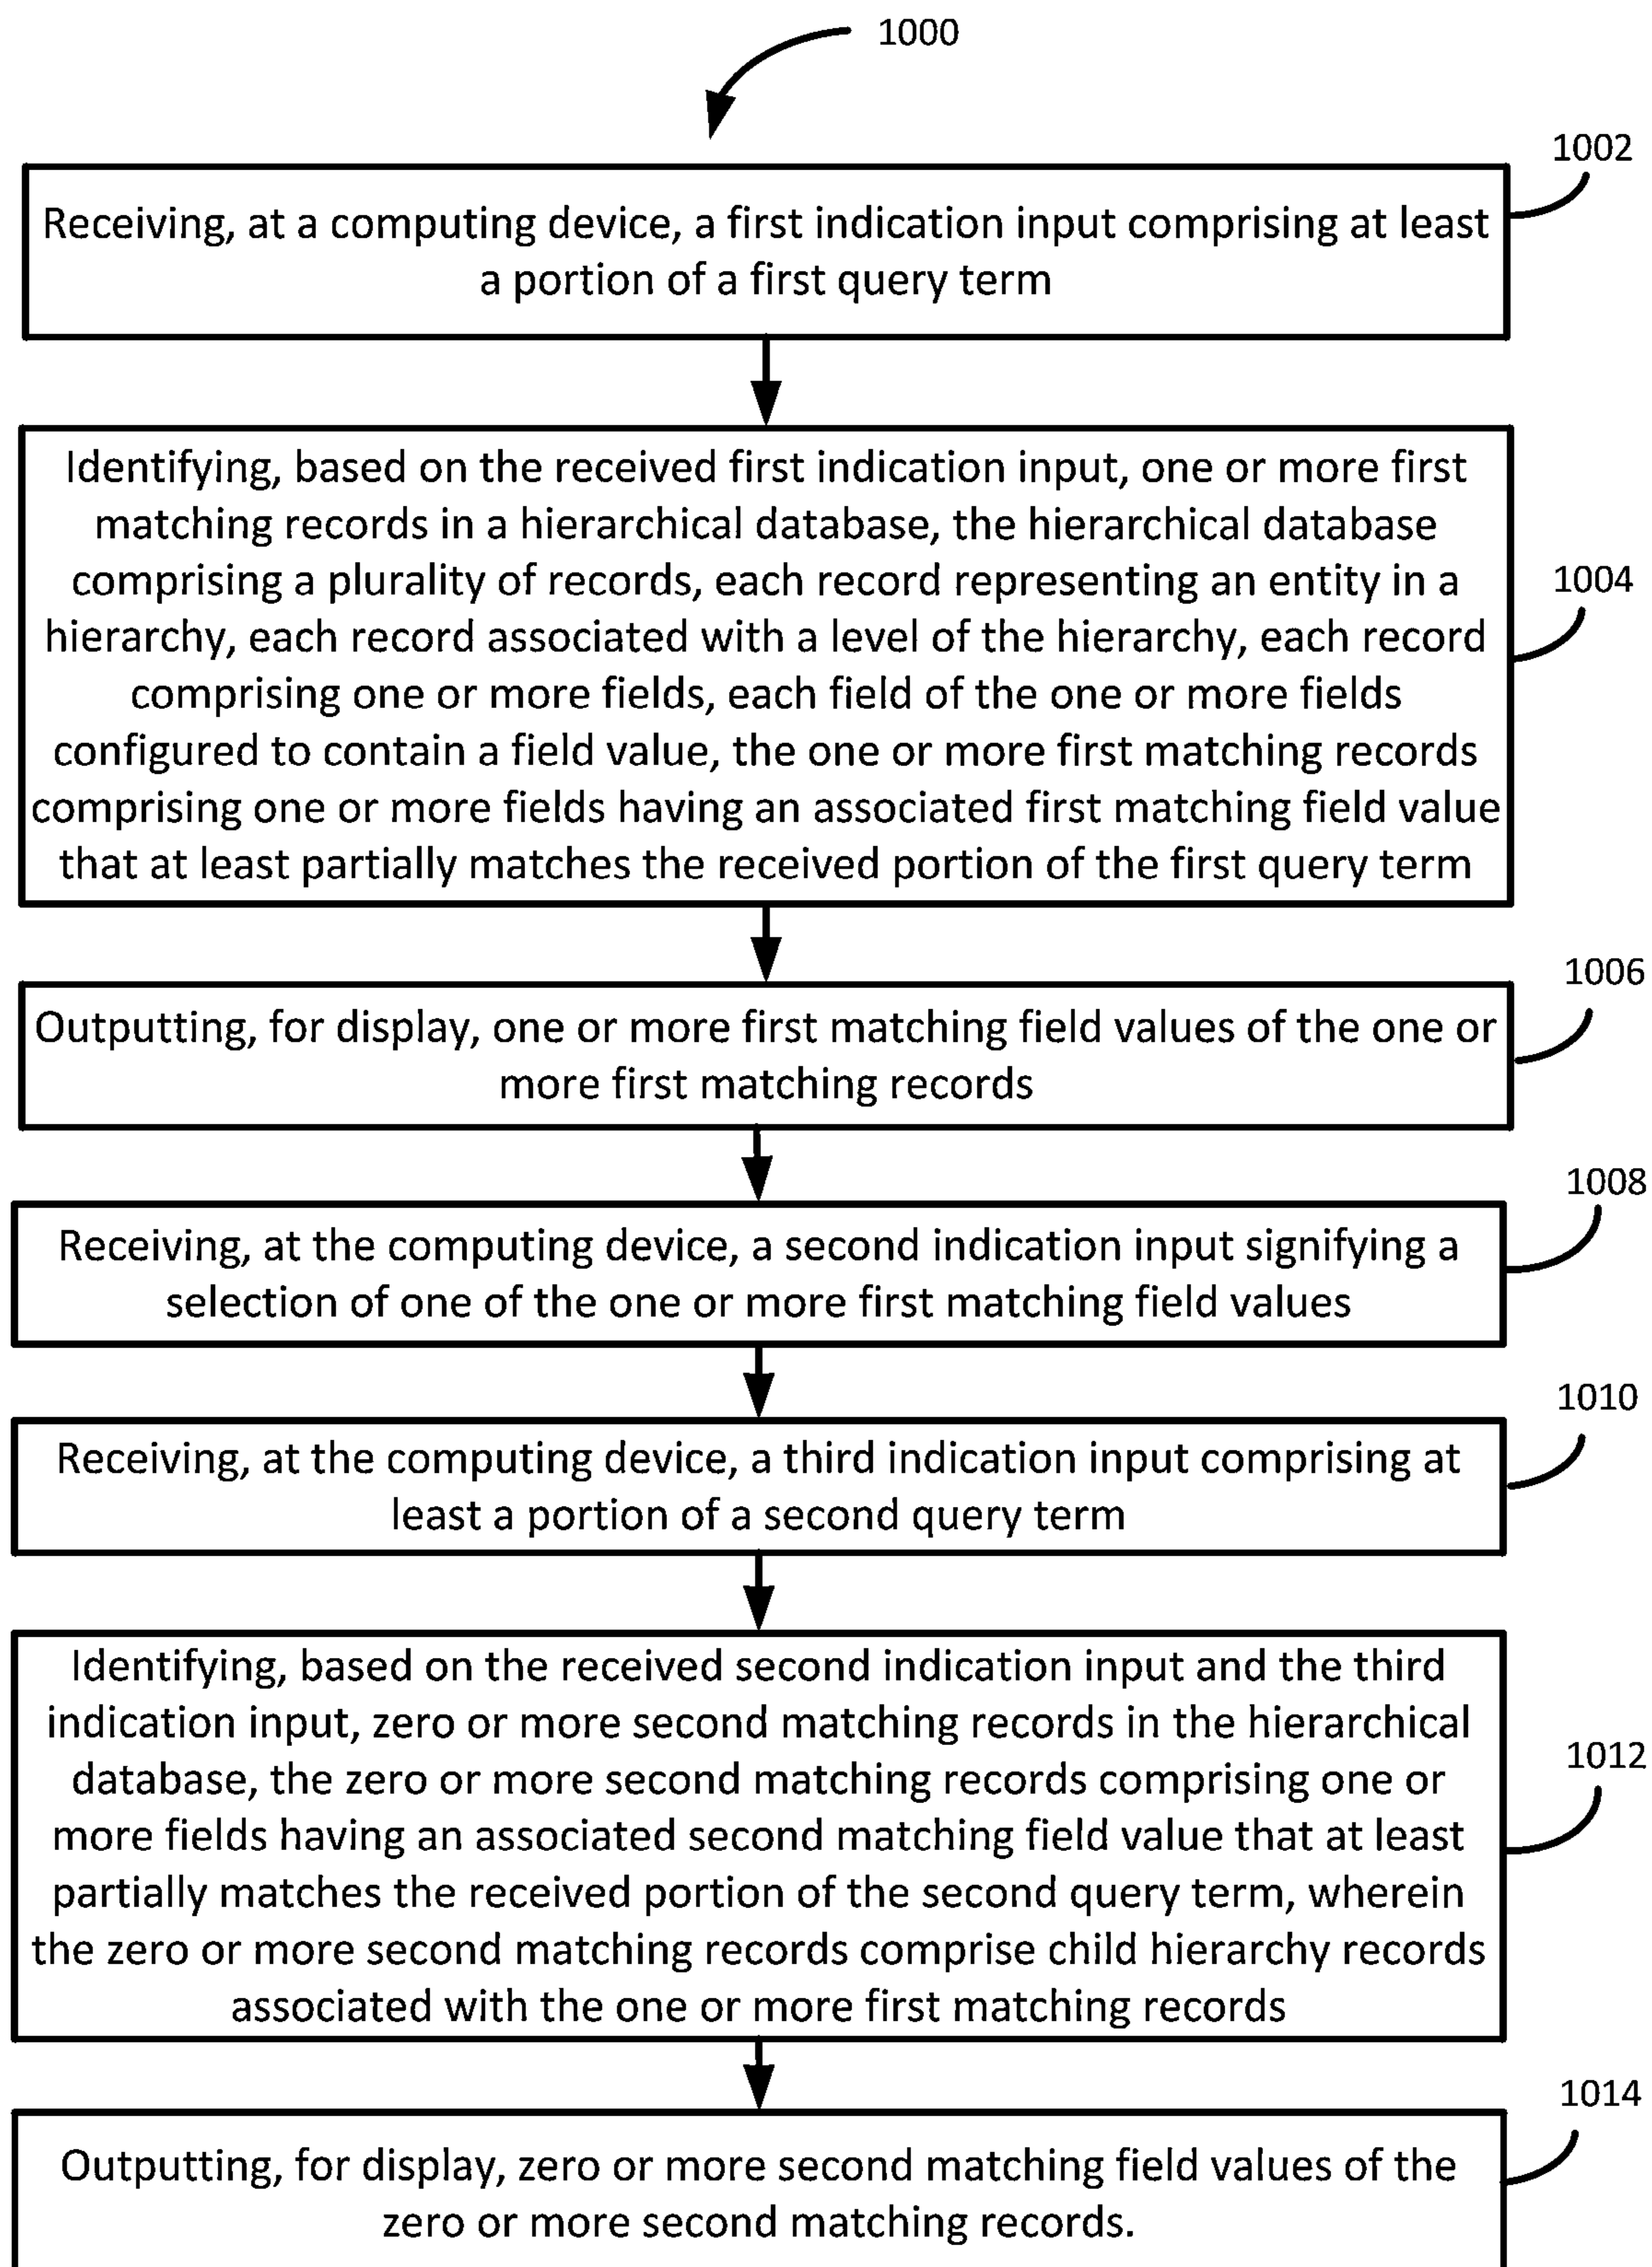 1000
1002
Receiving, at a computing device, a first indication input comprising at least
a portion of a first query term
Identifying, based on the received first indication input, one or more first
matching records in a hierarchical database, the hierarchical database
comprising a plurality of records, each record representing an entity in a
hierarchy, each record associated with a level of the hierarchy, each record
comprising one or more fields, each field of the one or more fields
configured to contain a field value, the one or more first matching records
comprising one or more fields having an associated first matching field value
that at least partially matches the received portion of the first query term
1004
1006
Outputting, for display, one or more first matching field values of the one or
more first matching records
1008
Receiving, at the computing device, a second indication input signifying a
selection of one of the one or more first matching field values
1010
Receiving, at the computing device, a third indication input comprising at
least a portion of a second query term
Identifying, based on the received second indication input and the third
indication input, zero or more second matching records in the hierarchical
database, the zero or more second matching records comprising one or
more fields having an associated second matching field value that at least
partially matches the received portion of the second query term, wherein
the zero or more second matching records comprise child hierarchy records
associated with the one or more first matching records
1012
1014
Outputting, for display, zero or more second matching field values of the
zero or more second matching records.